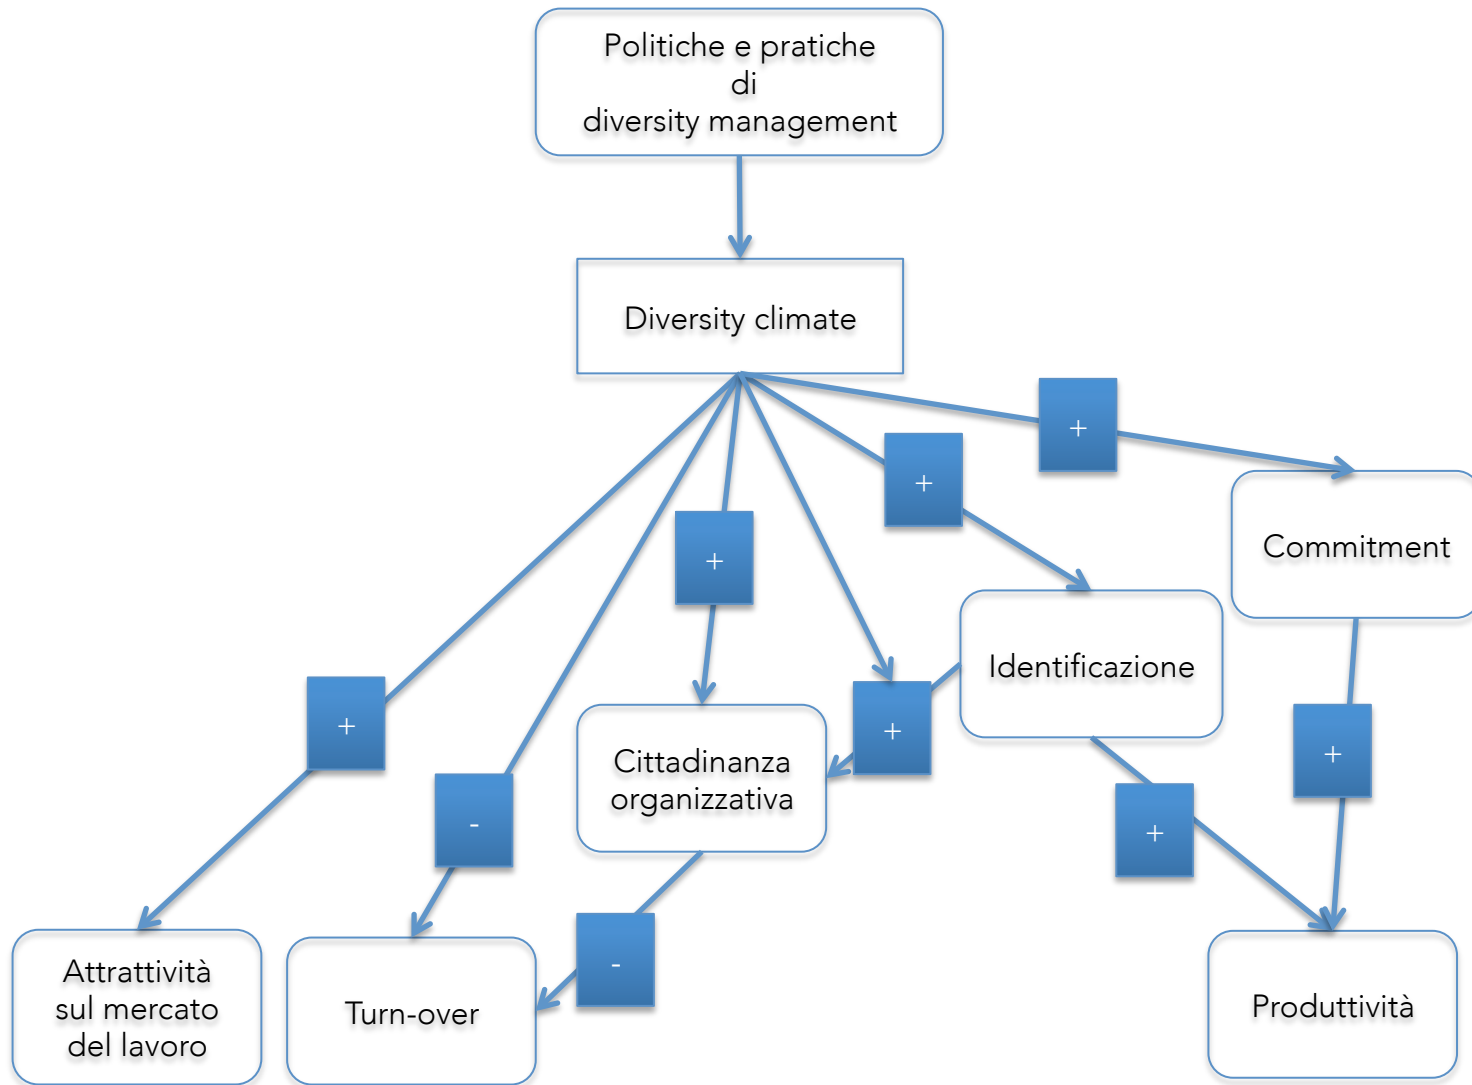 Politiche e pratiche
di
diversity management
Diversity climate
+
+
Commitment
+
Identificazione
+
+
Cittadinanza
organizzativa
+
+
-
+
-
Attrattività
sul mercato
del lavoro
Turn-over
Produttività